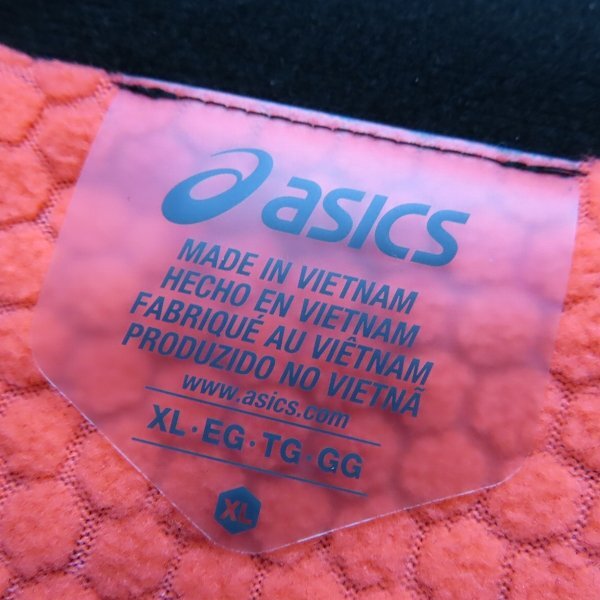 asics
MADE IN VIETNAM
HECHO EN VIETNAM
FABRIQUÉ AU VIÊTNAM
PRODUZIDO NO VIETNÃ
www.asics.com
XL·EG·TG·GG
XL